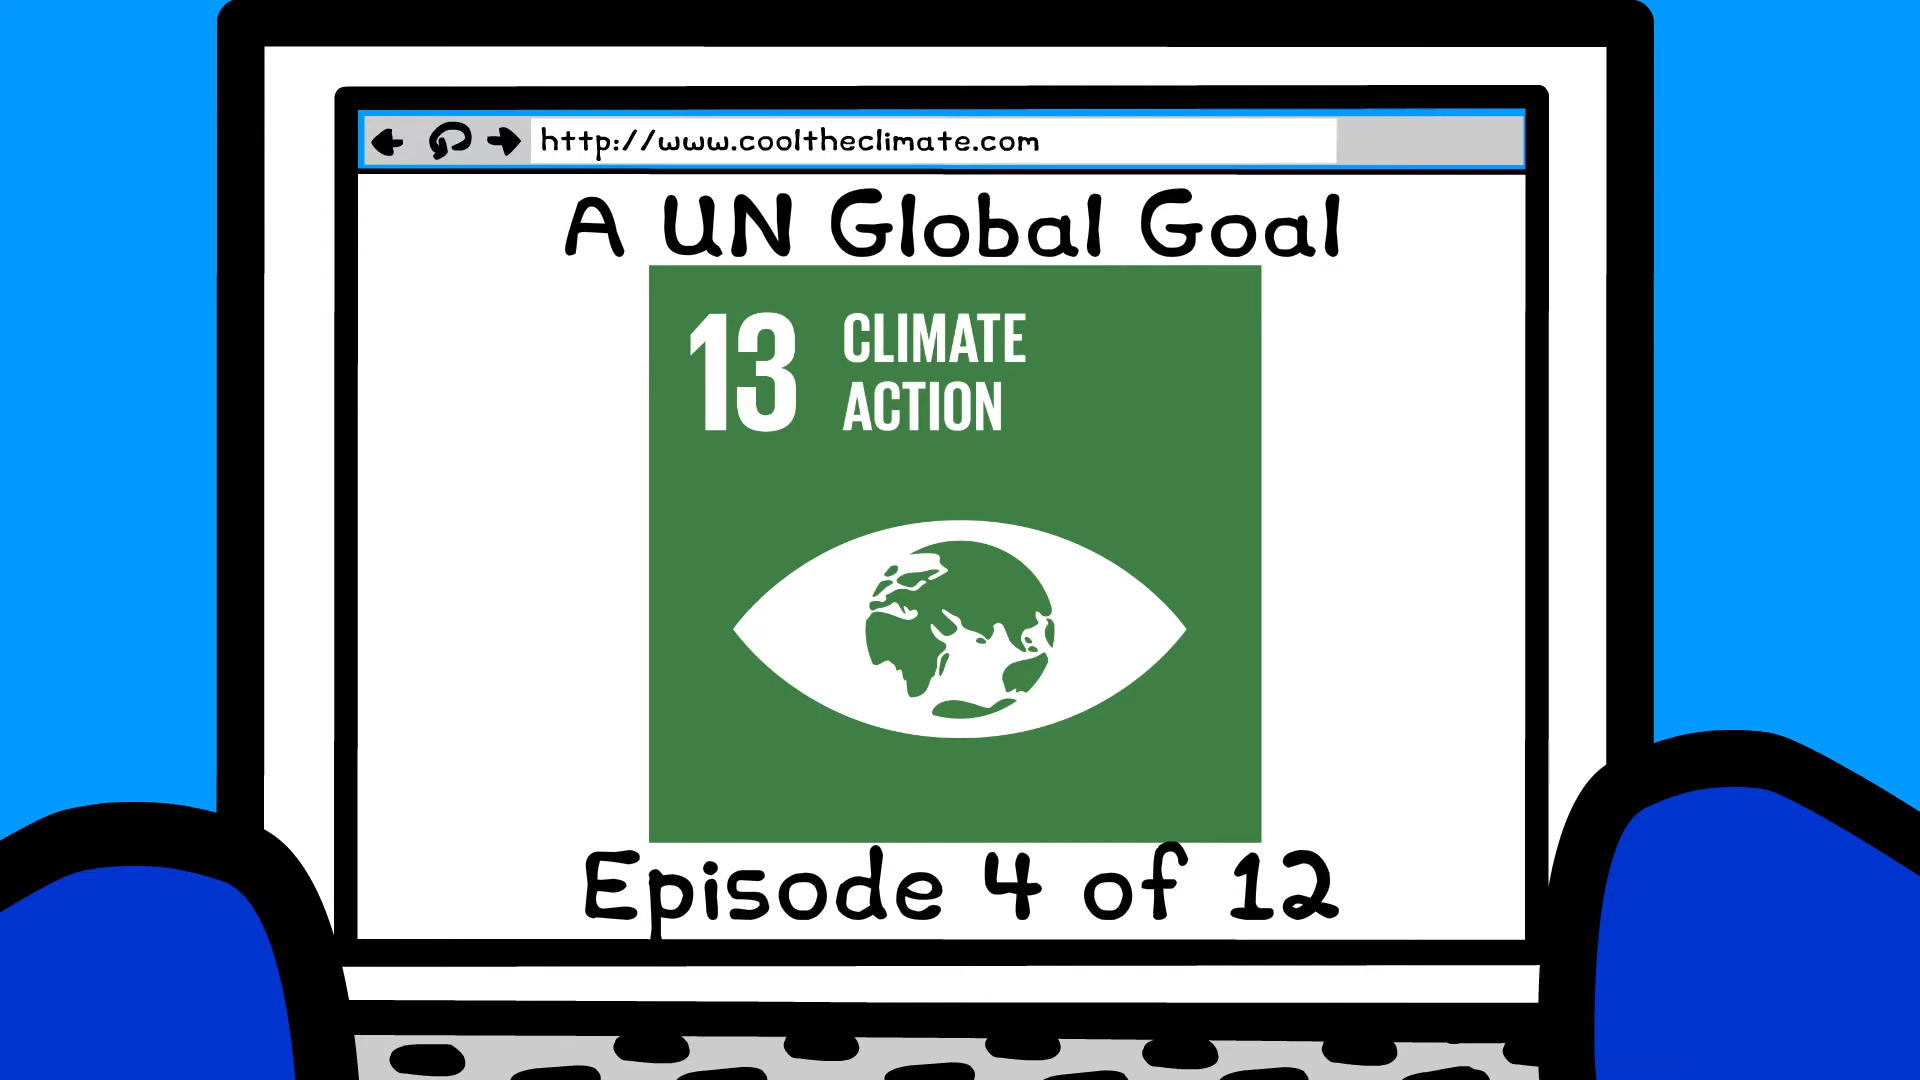 http://www.cooltheclimate.com
A UN Global Goal
13 CLIMATE
ACTION
Episode 4 of 12